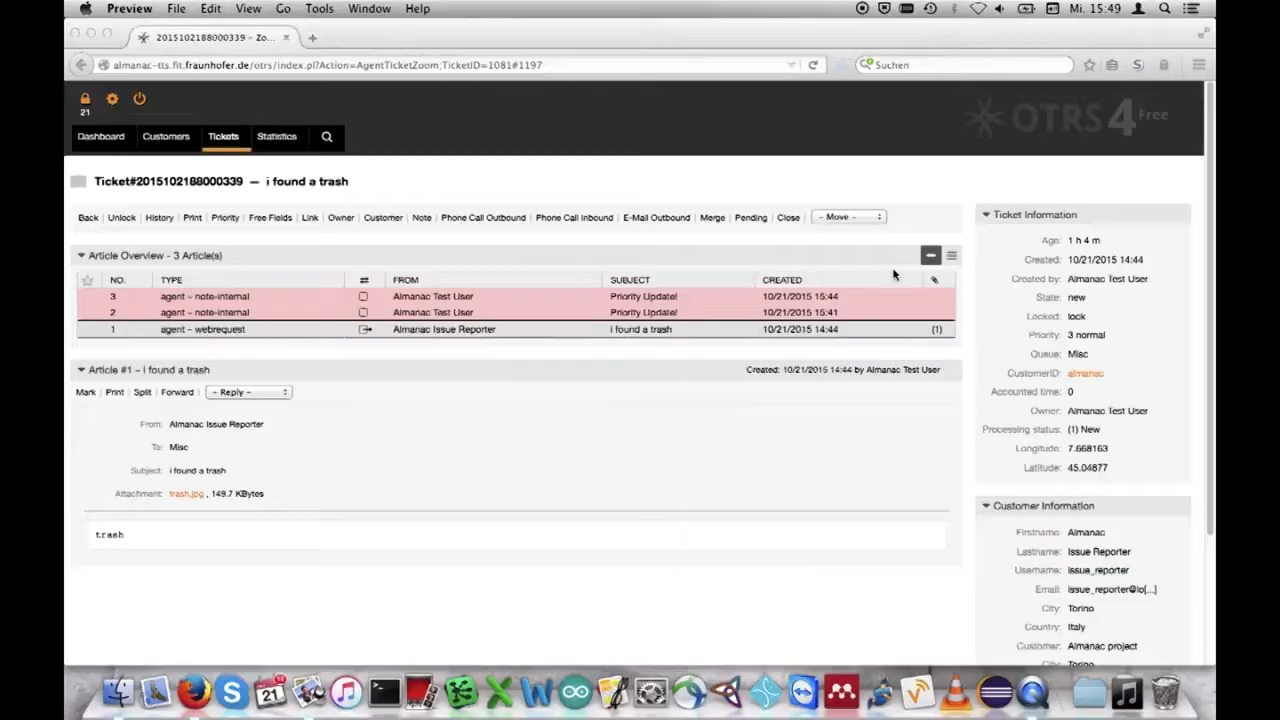 Preview File Edit View Go Tools Window Help Mi. 15:49
2015102188000339 – Zo...
almanac-tts.fit.fraunhofer.de/otrs/index.pl?Action=AgentTicketZoom;TicketID=1081#1197 Suchen
21
OTRS 4 Free
Dashboard Customers Tickets Statistics
Ticket#2015102188000339 — i found a trash
Back Unlock History Print Priority Free Fields Link Owner Customer Note Phone Call Outbound Phone Call Inbound E-Mail Outbound Merge Pending Close - Move -
Article Overview - 3 Article(s)
NO. TYPE FROM SUBJECT CREATED
3 agent – note-internal Almanac Test User Priority Update! 10/21/2015 15:44
2 agent – note-internal Almanac Test User Priority Update! 10/21/2015 15:41
1 agent – webrequest Almanac Issue Reporter i found a trash 10/21/2015 14:44 (1)
Article #1 – i found a trash Created: 10/21/2015 14:44 by Almanac Test User
Mark Print Split Forward - Reply -
From: Almanac Issue Reporter
To: Misc
Subject: i found a trash
Attachment: trash.jpg , 149.7 KBytes
trash
Ticket Information
Age: 1 h 4 m
Created: 10/21/2015 14:44
Created by: Almanac Test User
State: new
Locked: lock
Priority: 3 normal
Queue: Misc
CustomerID: almanac
Accounted time: 0
Owner: Almanac Test User
Processing status: (1) New
Longitude: 7.668163
Latitude: 45.04877
Customer Information
Firstname: Almanac
Lastname: Issue Reporter
Username: issue_reporter
Email: issue_reporter@lo[...]
City: Torino
Country: Italy
Customer: Almanac project
City: Torino
21